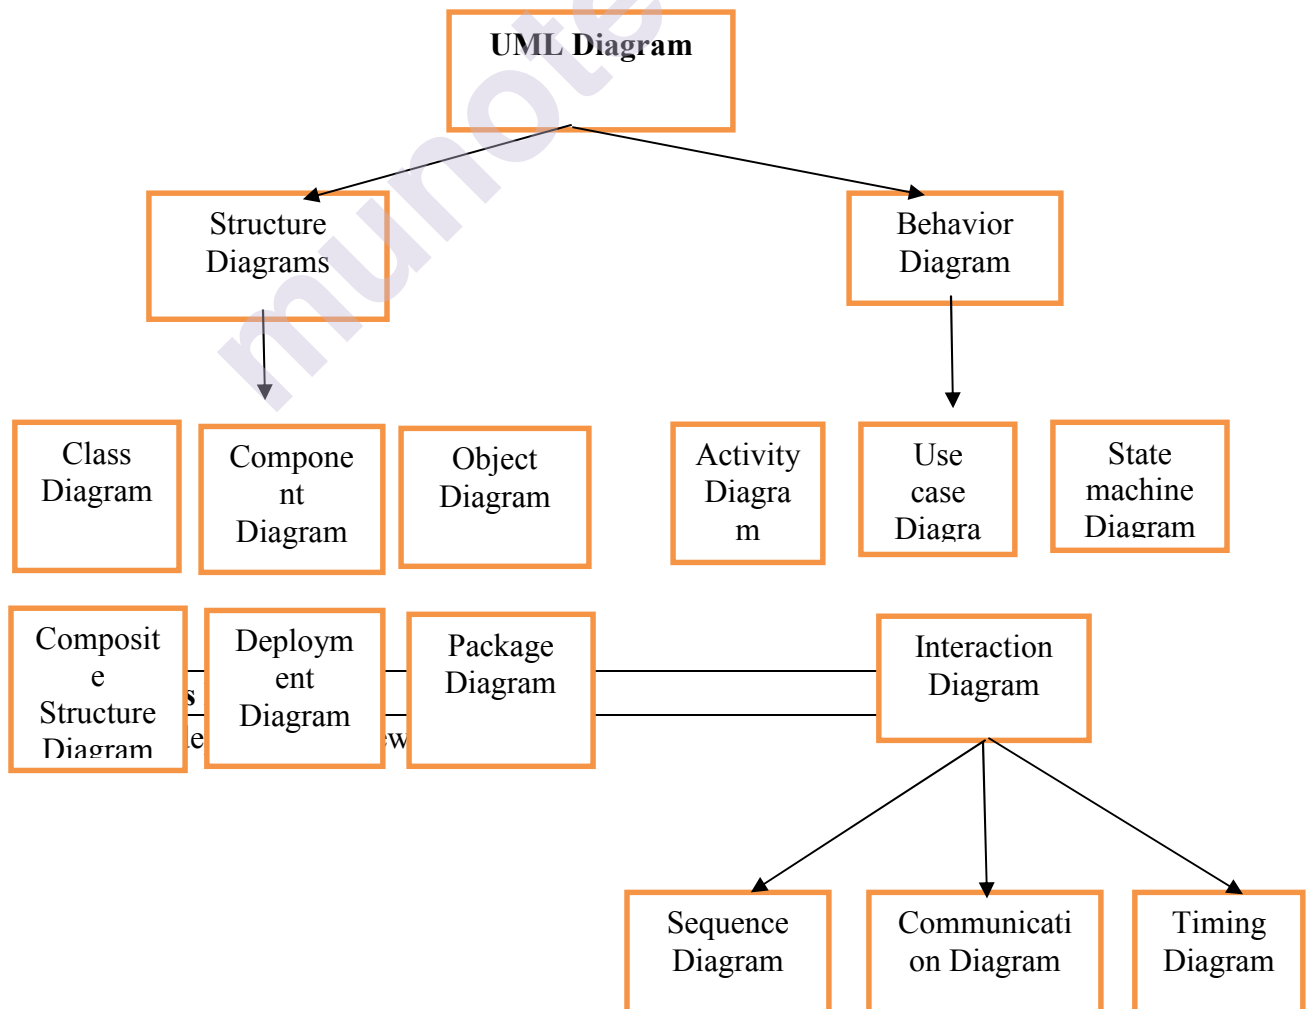 UML Diagram
Structure
Diagrams
Behavior
Diagram
Class
Diagram
Compone
nt
Diagram
Object
Diagram
Activity
Diagra
m
Use
case
Diagra
State
machine
Diagram
Composit
e
Structure
Diagram
Deploym
ent
Diagram
Package
Diagram
Interaction
Diagram
Sequence
Diagram
Communicati
on Diagram
Timing
Diagram
munote